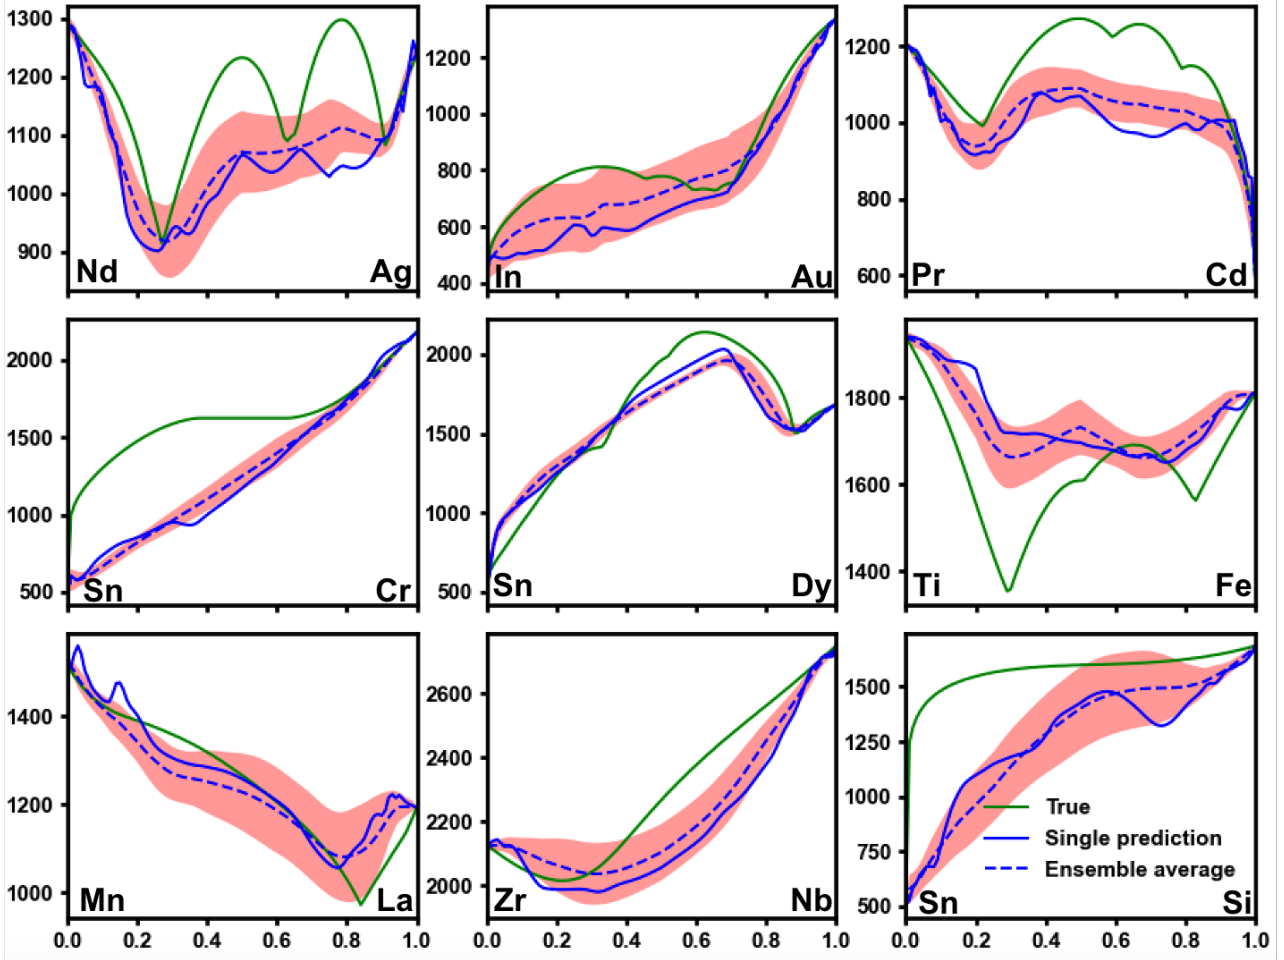 1300
1200
1100
1000
900
Nd Ag
1200
1000
800
600
400
In Au
1200
1000
800
600
Pr Cd
2000
1500
1000
500
Sn Cr
2000
1500
1000
500
Sn Dy
1800
1600
1400
Ti Fe
1400
1200
1000
Mn La
0.0 0.2 0.4 0.6 0.8 1.0
2600
2400
2200
2000
Zr Nb
0.0 0.2 0.4 0.6 0.8 1.0
1500
1250
1000
750
500
True
Single prediction
Ensemble average
Sn Si
0.0 0.2 0.4 0.6 0.8 1.0